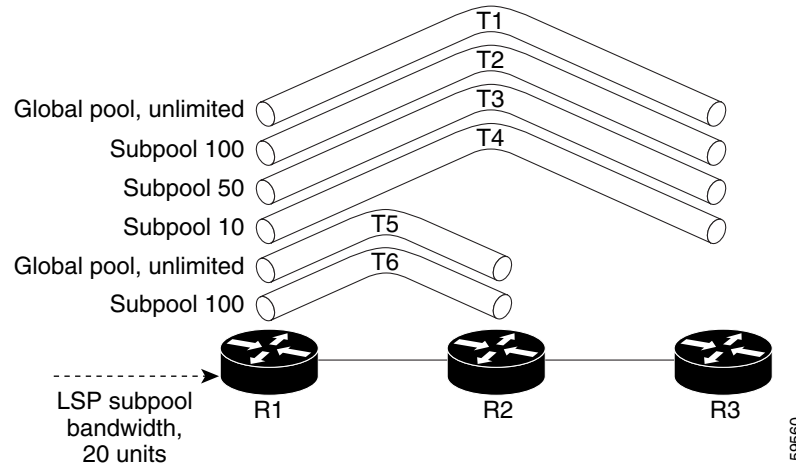 T1
T2
Global pool, unlimited
T3
Subpool 100
T4
Subpool 50
Subpool 10
T5
Global pool, unlimited
T6
Subpool 100
LSP subpool
bandwidth,
20 units
R1
R2
R3
59560